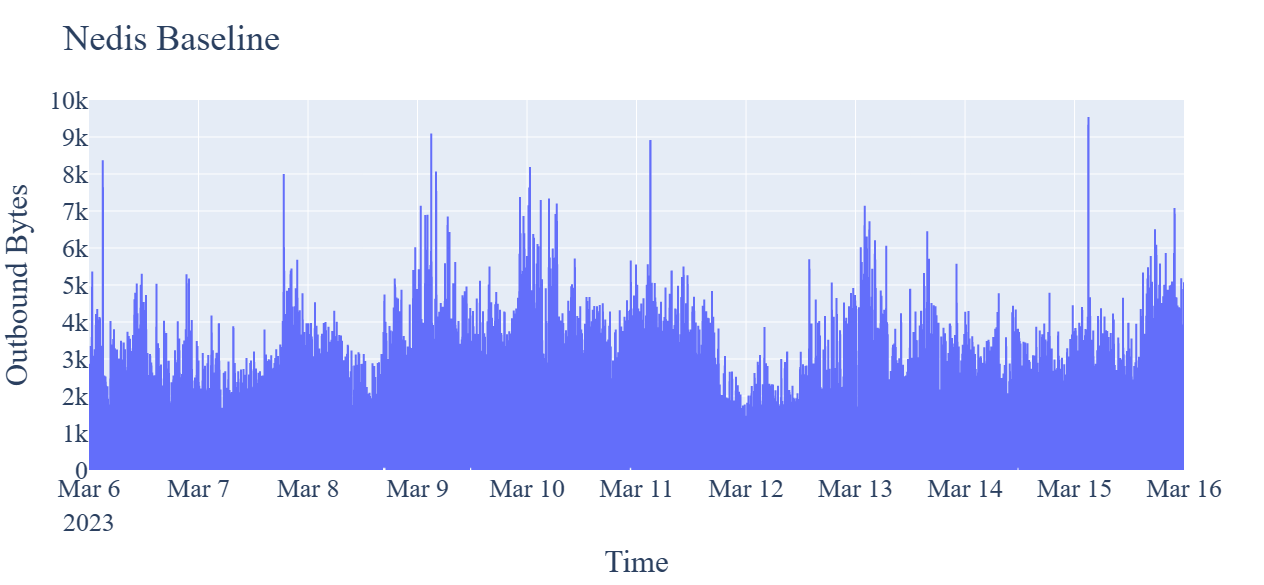 Nedis Baseline
Outbound Bytes
10k
9k
8k
7k
6k
5k
4k
3k
2k
1k
0
Mar 6 Mar 7 Mar 8 Mar 9 Mar 10 Mar 11 Mar 12 Mar 13 Mar 14 Mar 15 Mar 16
2023
Time